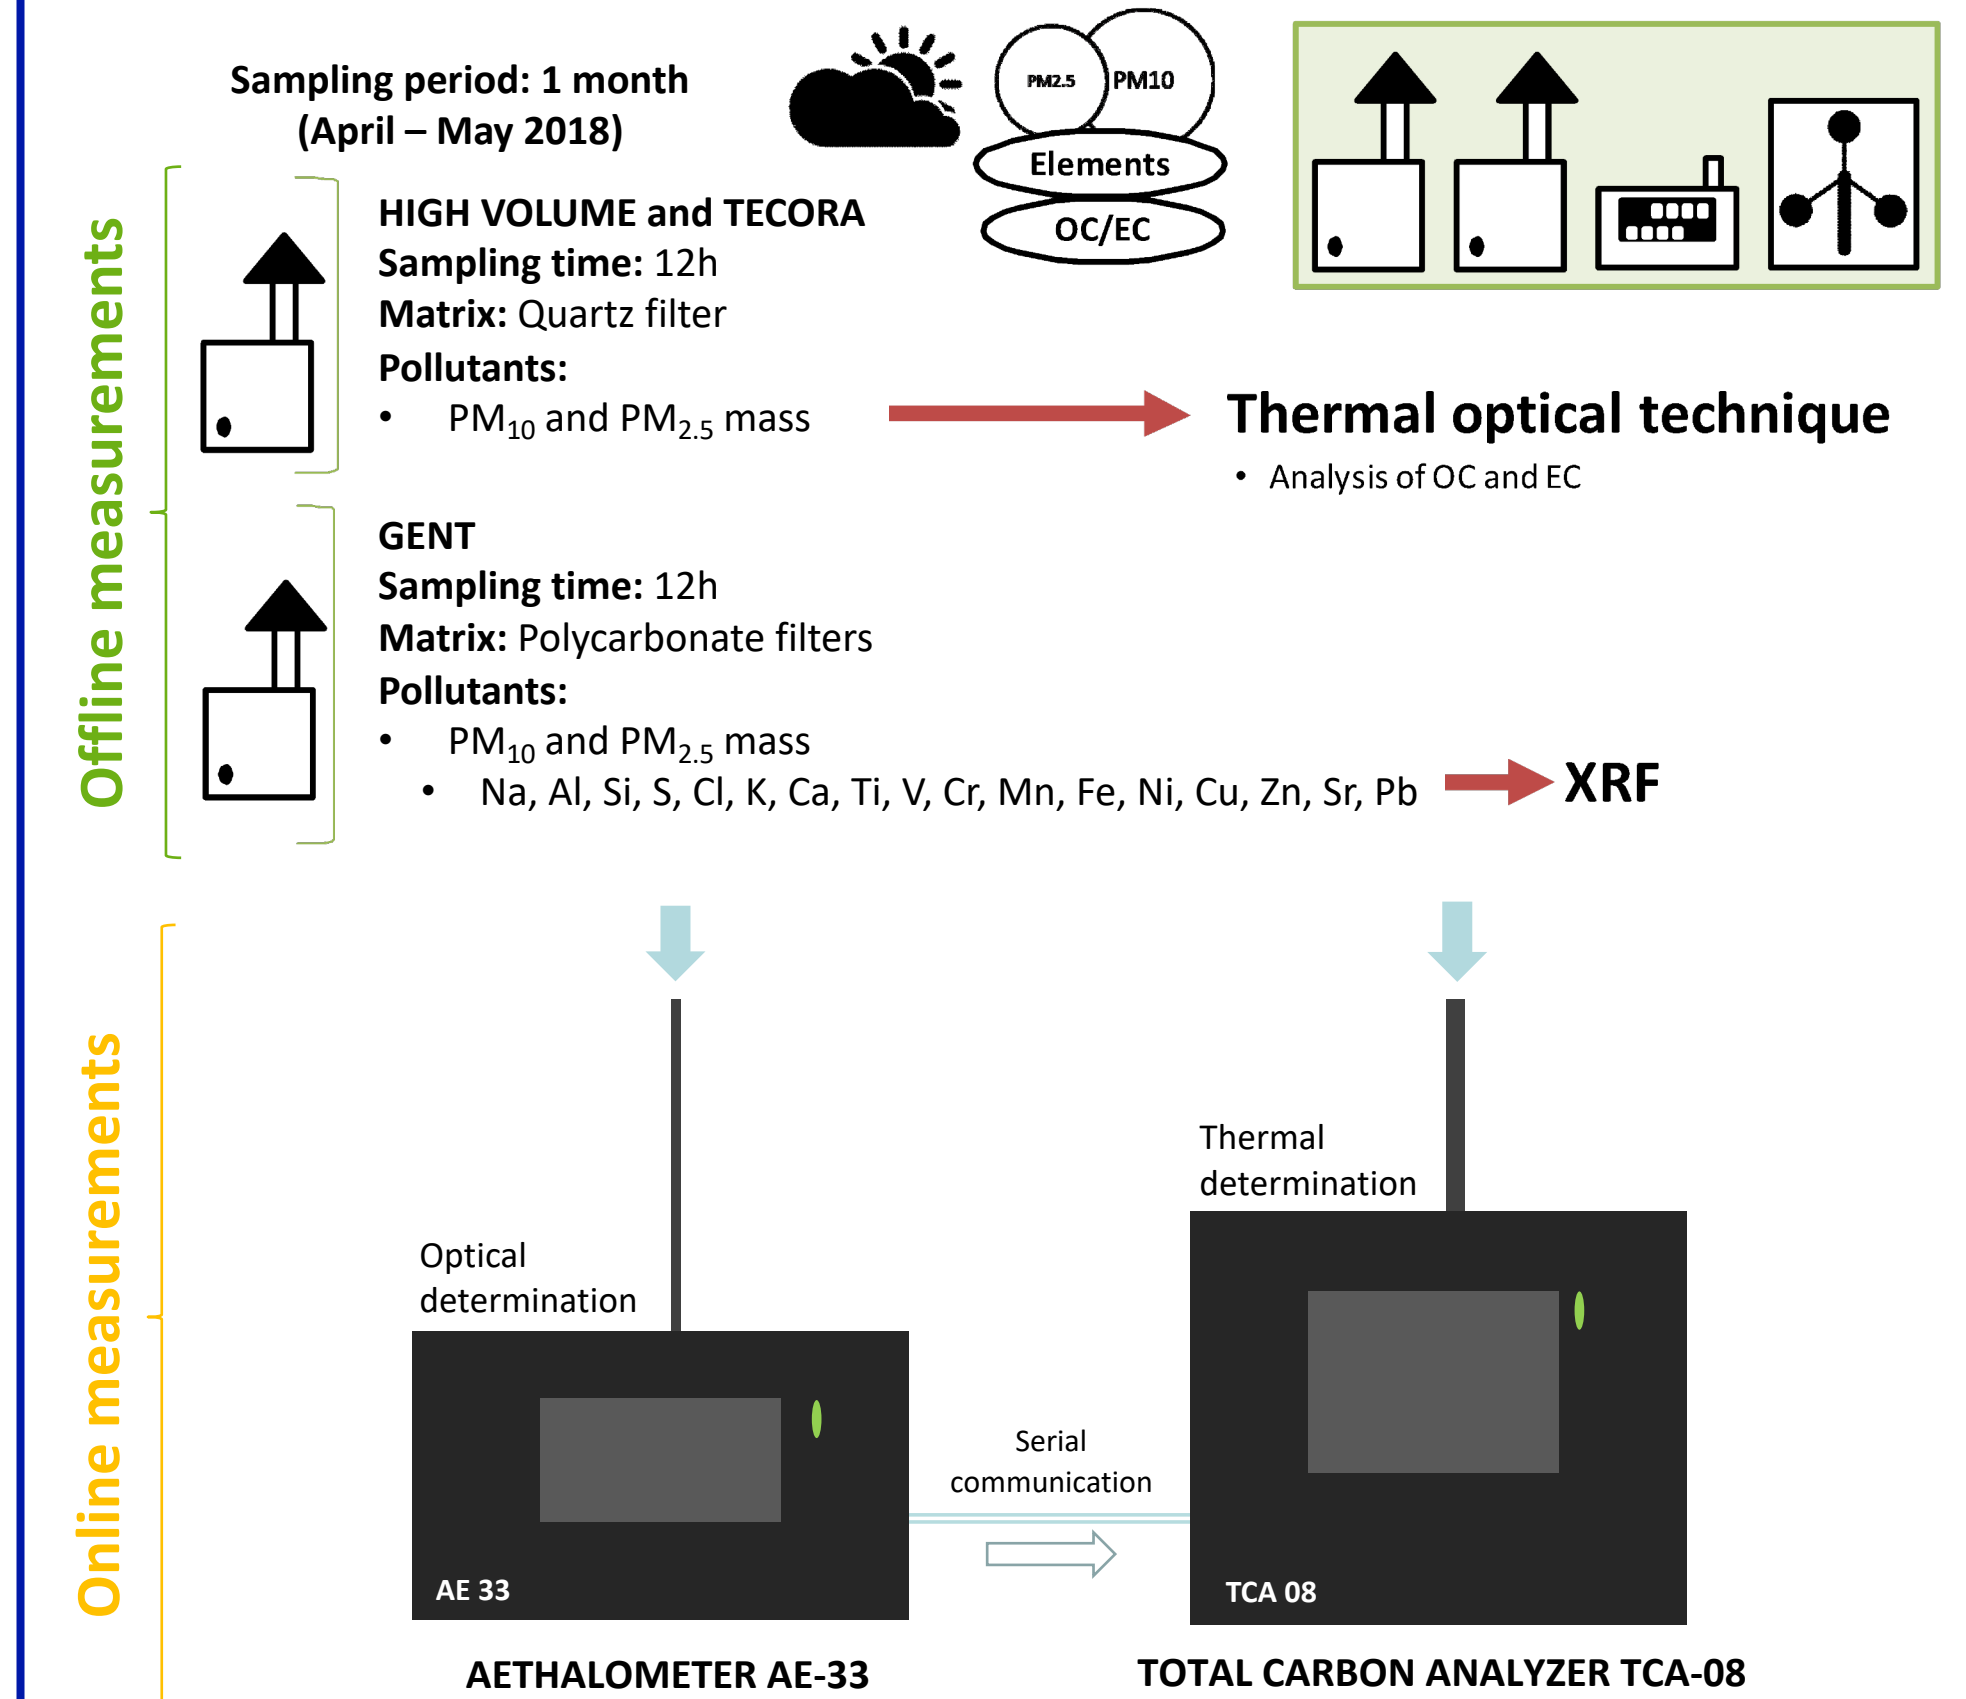 Sampling period: 1 month
(April – May 2018)
PM2.5
PM10
Elements
OC/EC
Offline measurements
HIGH VOLUME and TECORA
Sampling time: 12h
Matrix: Quartz filter
Pollutants:
• PM10 and PM2.5 mass
Thermal optical technique
• Analysis of OC and EC
GENT
Sampling time: 12h
Matrix: Polycarbonate filters
Pollutants:
• PM10 and PM2.5 mass
• Na, Al, Si, S, Cl, K, Ca, Ti, V, Cr, Mn, Fe, Ni, Cu, Zn, Sr, Pb
XRF
Online measurements
Optical
determination
Thermal
determination
Serial
communication
AE 33
TCA 08
AETHALOMETER AE-33
TOTAL CARBON ANALYZER TCA-08